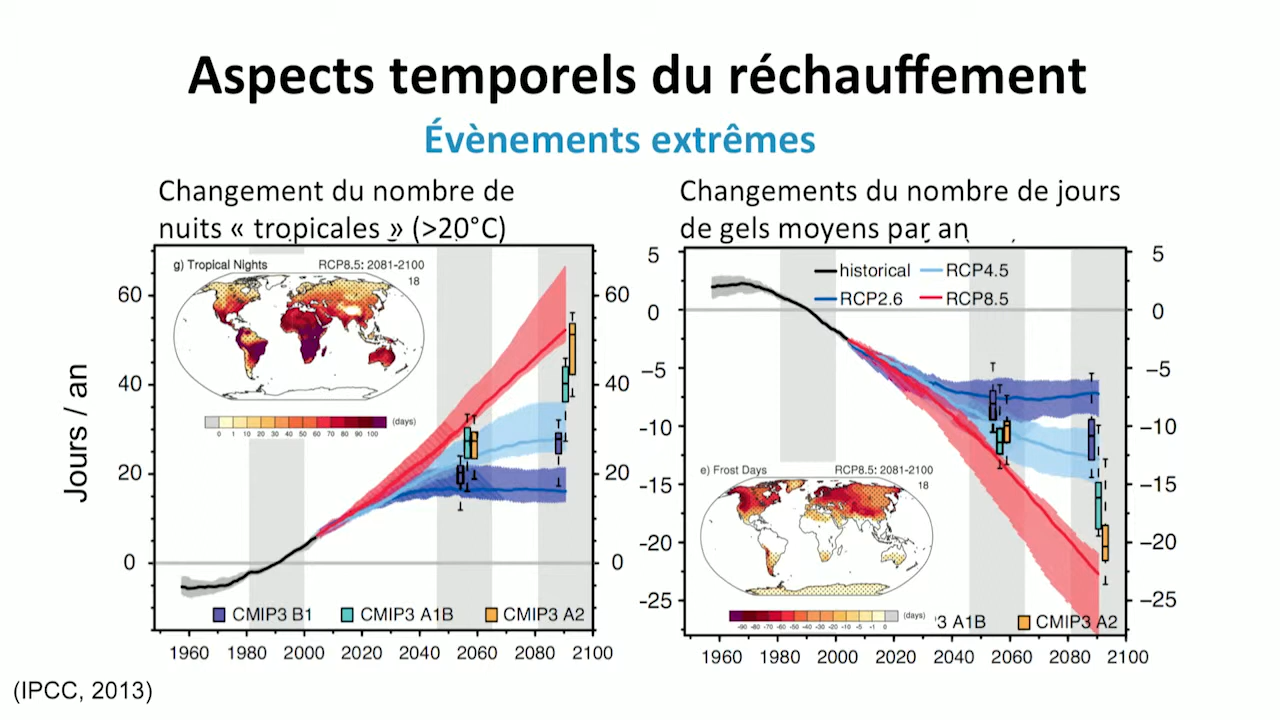 Aspects temporels du réchauffement
Évènements extrêmes
Changement du nombre de
nuits « tropicales » (>20°C)
g) Tropical Nights RCP8.5: 2081-2100
18
60
40
20
0
60
40
20
0
Jours / an
0 1 10 20 30 40 50 60 70 80 90 100 (days)
CMIP3 B1 CMIP3 A1B CMIP3 A2
1960 1980 2000 2020 2040 2060 2080 2100
Changements du nombre de jours
de gels moyens par an
5
0
−5
-10
-15
-20
-25
5
0
−5
−10
−15
−20
−25
historical RCP4.5
RCP2.6 RCP8.5
e) Frost Days RCP8.5: 2081-2100
18
-90 -80 -70 -60 -50 -40 -30 -20 -10 -5 -1 0 (days)
3 A1B CMIP3 A2
1960 1980 2000 2020 2040 2060 2080 2100
(IPCC, 2013)